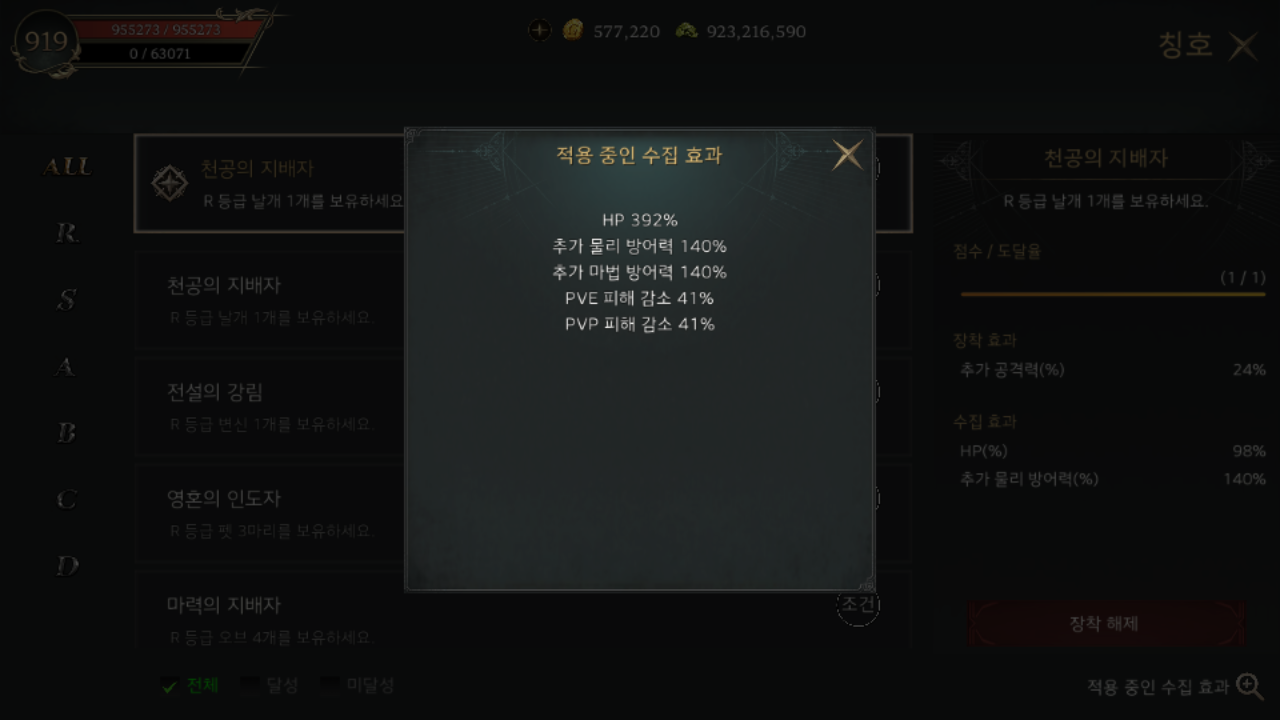 919
955273 / 955273
0 / 63071
577,220
923,216,590
칭호
ALL
R
S
A
B
C
D
천공의 지배자
R 등급 날개 1개를 보유하세요
천공의 지배자
R 등급 날개 1개를 보유하세요.
전설의 강림
R 등급 변신 1개를 보유하세요.
영혼의 인도자
R 등급 펫 3마리를 보유하세요.
마력의 지배자
R 등급 오브 4개를 보유하세요.
조건
전체
달성
미달성
적용 중인 수집 효과
HP 392%
추가 물리 방어력 140%
추가 마법 방어력 140%
PVE 피해 감소 41%
PVP 피해 감소 41%
천공의 지배자
R 등급 날개 1개를 보유하세요.
점수 / 도달율
(1 / 1)
장착 효과
추가 공격력(%) 24%
수집 효과
HP(%) 98%
추가 물리 방어력(%) 140%
장착 해제
적용 중인 수집 효과